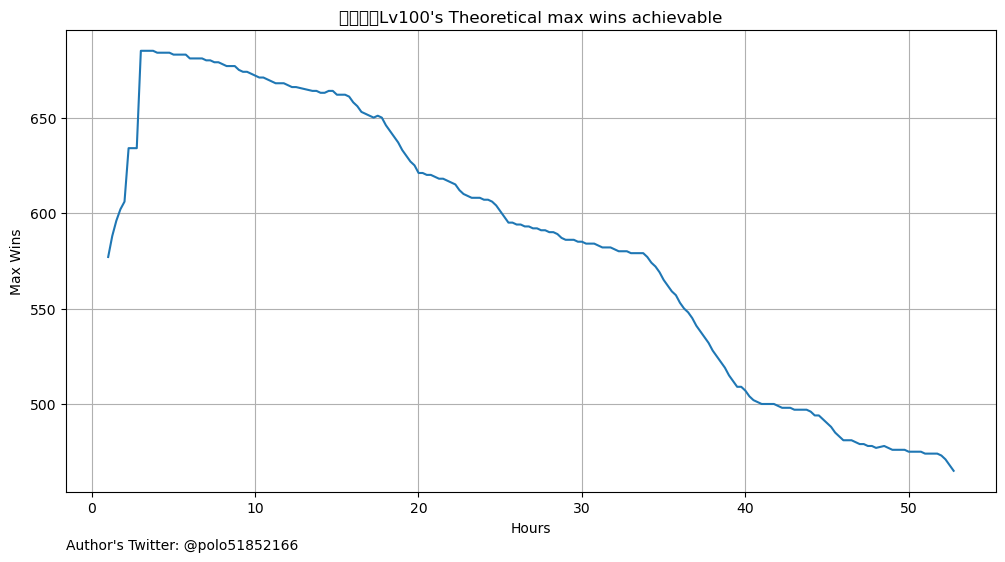 Lv100's Theoretical max wins achievable
Max Wins
650
600
550
500
0 10 20 30 40 50
Hours
Author's Twitter: @polo51852166